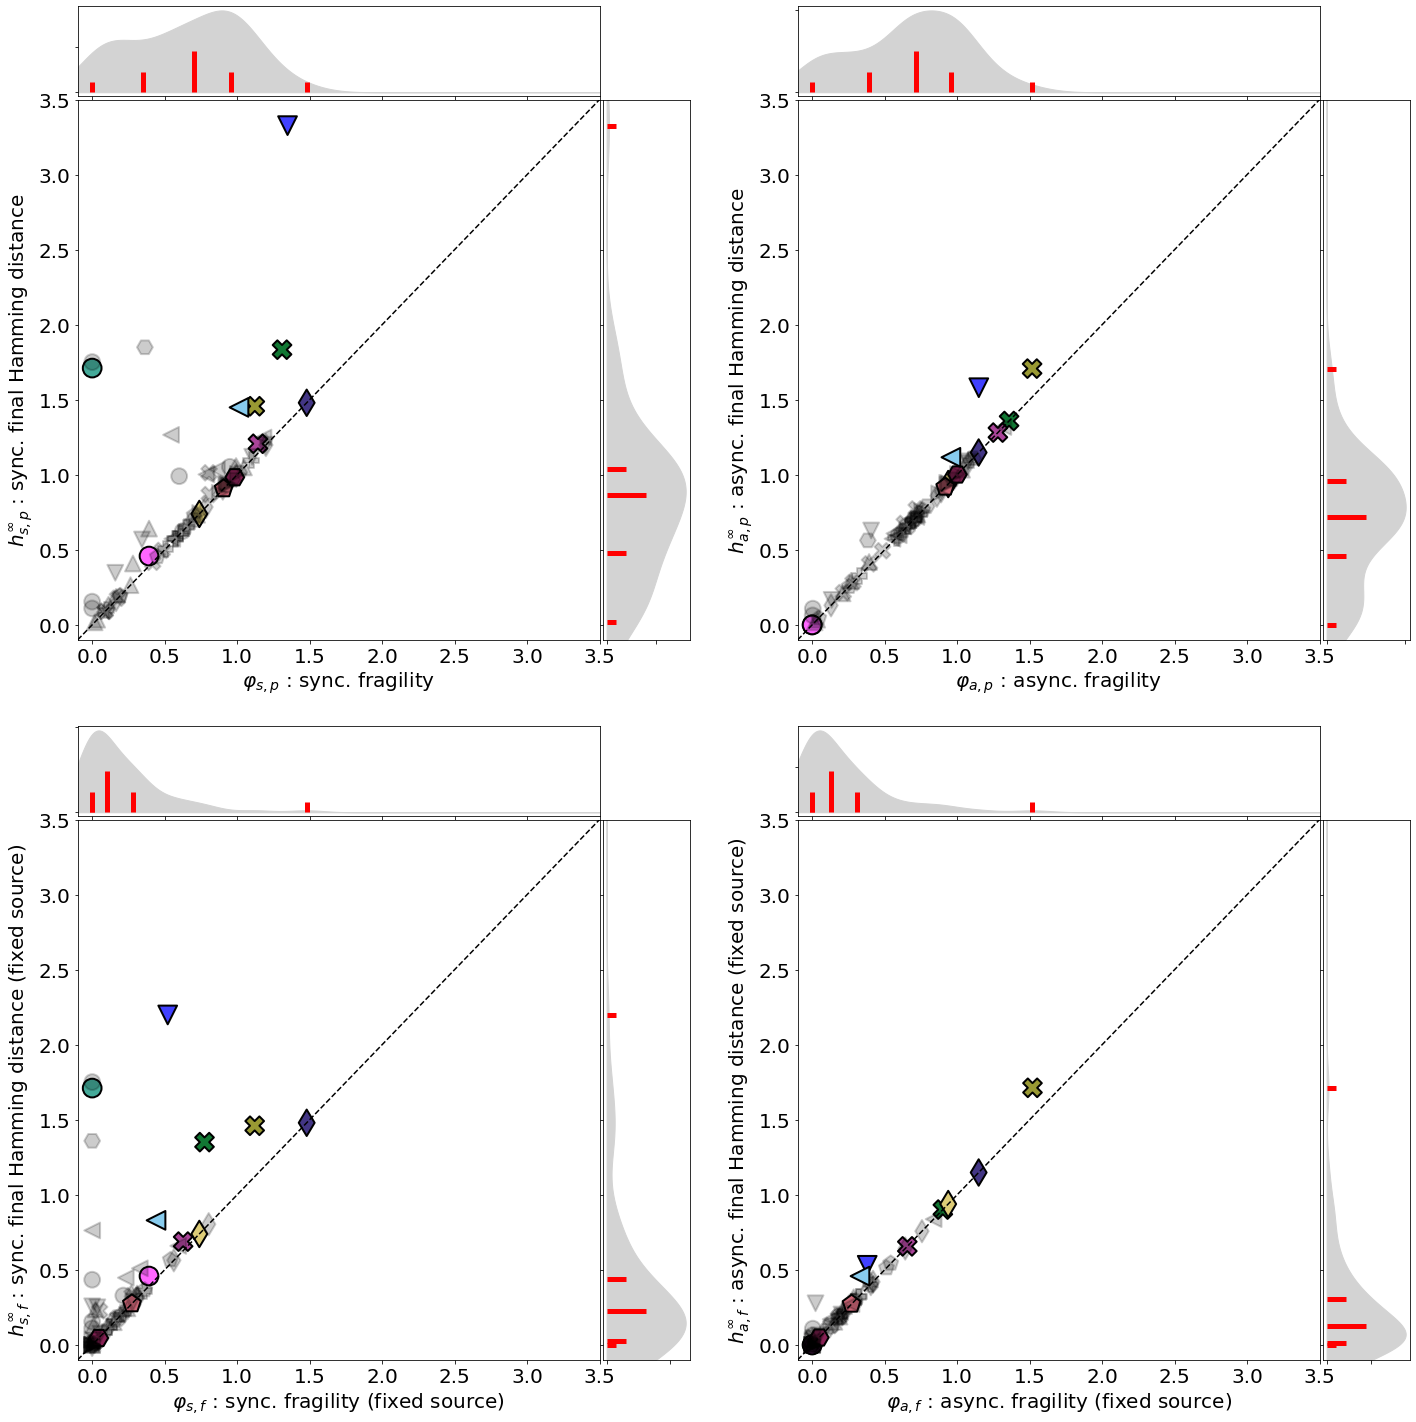 3.5
3.0
2.5
2.0
1.5
1.0
0.5
0.0
h∞s,p : sync. final Hamming distance
0.0 0.5 1.0 1.5 2.0 2.5 3.0 3.5
φs,p : sync. fragility
3.5
3.0
2.5
2.0
1.5
1.0
0.5
0.0
h∞a,p : async. final Hamming distance
0.0 0.5 1.0 1.5 2.0 2.5 3.0 3.5
φa,p : async. fragility
3.5
3.0
2.5
2.0
1.5
1.0
0.5
0.0
h∞s,f : sync. final Hamming distance (fixed source)
0.0 0.5 1.0 1.5 2.0 2.5 3.0 3.5
φs,f : sync. fragility (fixed source)
3.5
3.0
2.5
2.0
1.5
1.0
0.5
0.0
h∞a,f : async. final Hamming distance (fixed source)
0.0 0.5 1.0 1.5 2.0 2.5 3.0 3.5
φa,f : async. fragility (fixed source)